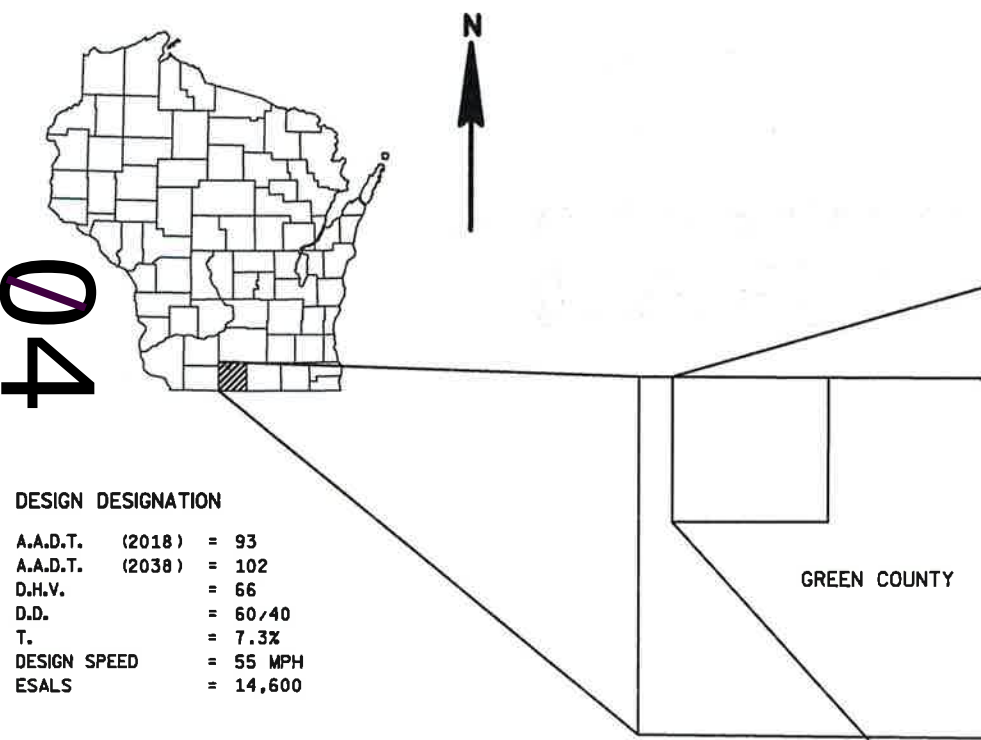 N
04
DESIGN DESIGNATION
A.A.D.T. (2018) = 93
A.A.D.T. (2038) = 102
D.H.V. = 66
D.D. = 60/40
T. = 7.3%
DESIGN SPEED = 55 MPH
ESALS = 14,600
GREEN COUNTY